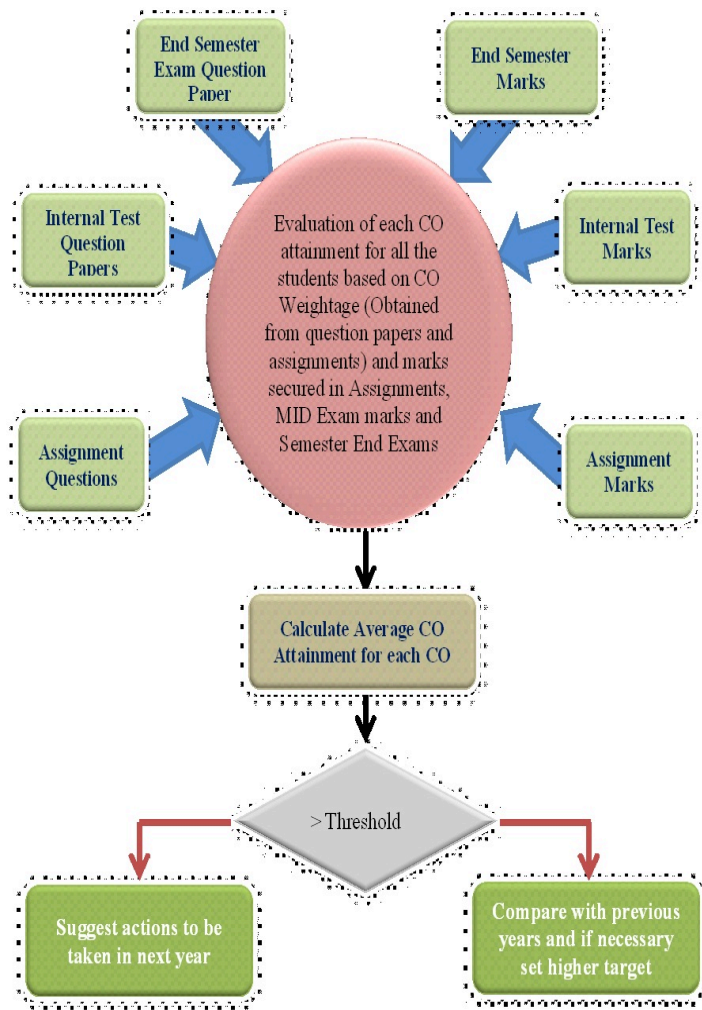 End Semester
Exam Question
Paper
End Semester
Marks
Internal Test
Question
Papers
Internal Test
Marks
Evaluation of each CO
attainment for all the
students based on CO
Weightage (Obtained
from question papers and
assignments) and marks
secured in Assignments,
MID Exam marks and
Semester End Exams
Assignment
Questions
Assignment
Marks
Calculate Average CO
Attainment for each CO
> Threshold
Suggest actions to be
taken in next year
Compare with previous
years and if necessary
set higher target